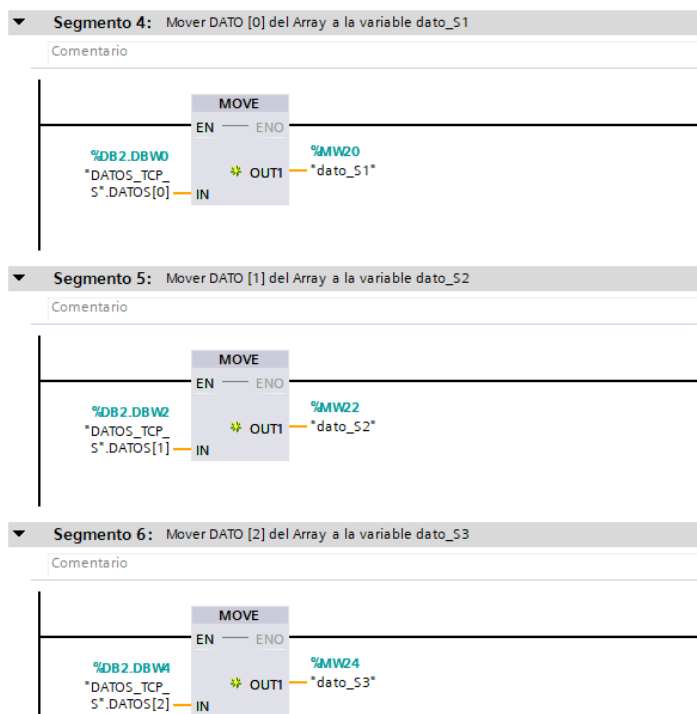 Segmento 4: Mover DATO [0] del Array a la variable dato_S1
Comentario
MOVE
EN ENO
%DB2.DBW0
"DATOS_TCP_
S".DATOS[0]
IN
OUT1
%MW20
"dato_S1"
Segmento 5: Mover DATO [1] del Array a la variable dato_S2
Comentario
MOVE
EN ENO
%DB2.DBW2
"DATOS_TCP_
S".DATOS[1]
IN
OUT1
%MW22
"dato_S2"
Segmento 6: Mover DATO [2] del Array a la variable dato_S3
Comentario
MOVE
EN ENO
%DB2.DBW4
"DATOS_TCP_
S".DATOS[2]
IN
OUT1
%MW24
"dato_S3"